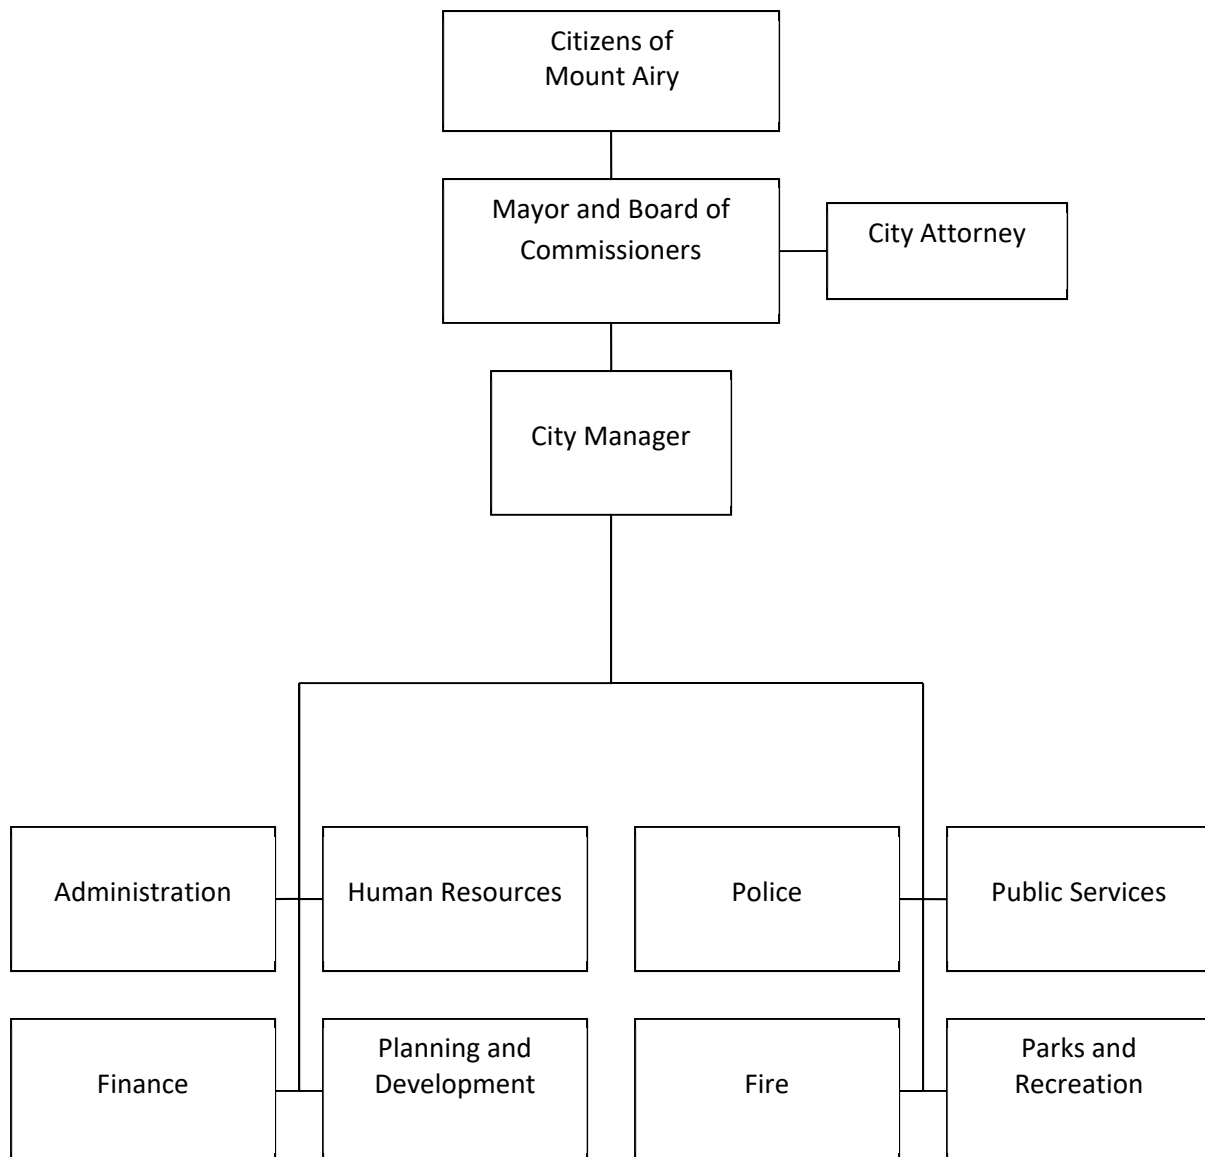 Citizens of
Mount Airy
Mayor and Board of
Commissioners
City Attorney
City Manager
Administration
Human Resources
Police
Public Services
Finance
Planning and
Development
Fire
Parks and
Recreation